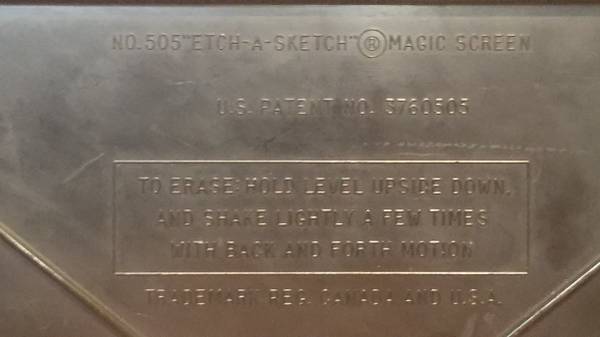 NO. 505 "ETCH-A-SKETCH" ® MAGIC SCREEN
U.S. PATENT NO. 3760505
TO ERASE: HOLD LEVEL UPSIDE DOWN,
AND SHAKE LIGHTLY A FEW TIMES
WITH BACK AND FORTH MOTION
TRADEMARK REG. CANADA AND U.S.A.